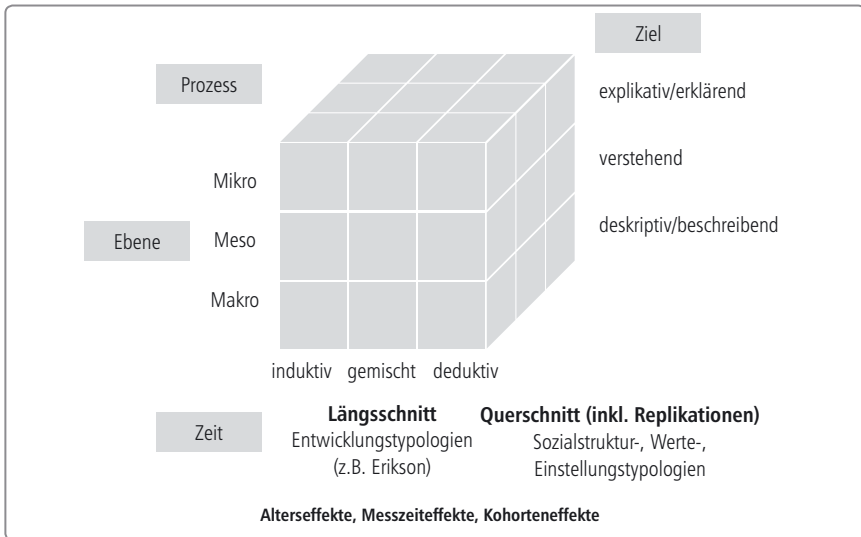 Ziel
Prozess
explikativ/erklärend
Mikro
verstehend
Ebene
Meso
deskriptiv/beschreibend
Makro
induktiv gemischt deduktiv
Zeit
Längsschnitt
Entwicklungstypologien
(z.B. Erikson)
Querschnitt (inkl. Replikationen)
Sozialstruktur-, Werte-,
Einstellungstypologien
Alterseffekte, Messzeiteffekte, Kohorteneffekte